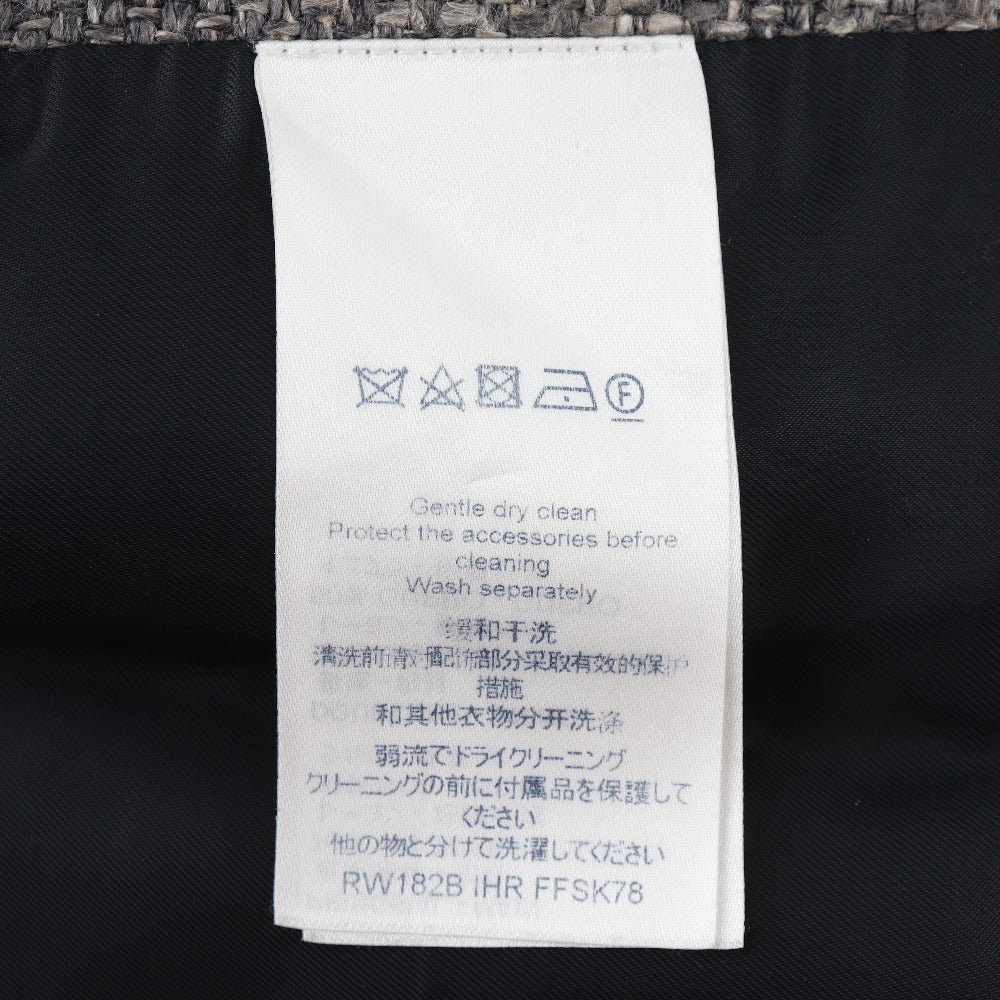 F
Gentle dry clean
Protect the accessories before
cleaning
Wash separately
缓和干洗
清洗前请对配饰部分采取有效的保护
措施
和其他衣物分开洗涤
弱流でドライクリーニング
クリーニングの前に付属品を保護して
ください
他の物と分けて洗濯してください
RW182B IHR FFSK78